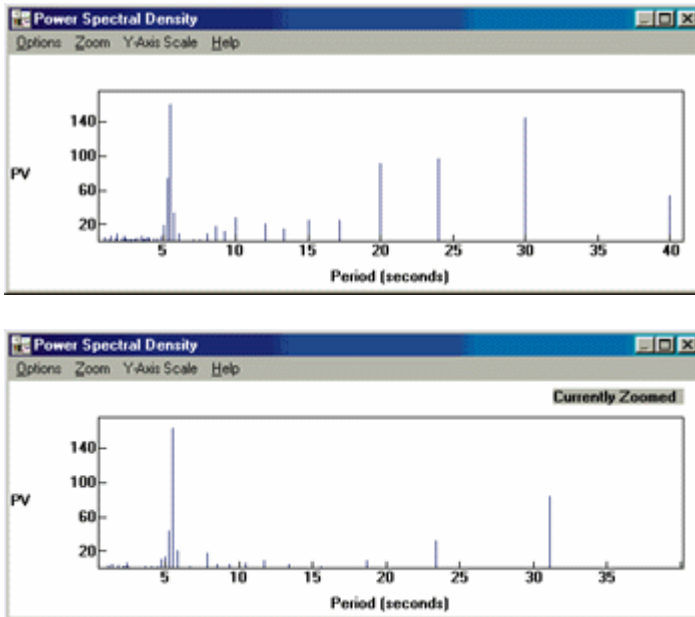 Power Spectral Density
Options Zoom Y-Axis Scale Help
140
100
PV
60
20
5 10 15 20 25 30 35 40
Period (seconds)
Power Spectral Density
Options Zoom Y-Axis Scale Help
Currently Zoomed
140
100
PV
60
20
5 10 15 20 25 30 35
Period (seconds)